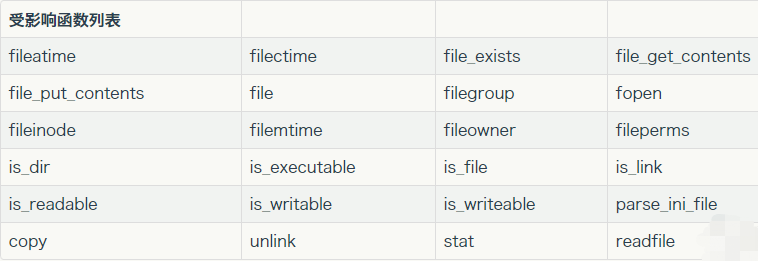 受影响函数列表
fileatime filectime file_exists file_get_contents
file_put_contents file filegroup fopen
fileinode filemtime fileowner fileperms
is_dir is_executable is_file is_link
is_readable is_writable is_writeable parse_ini_file
copy unlink stat readfile